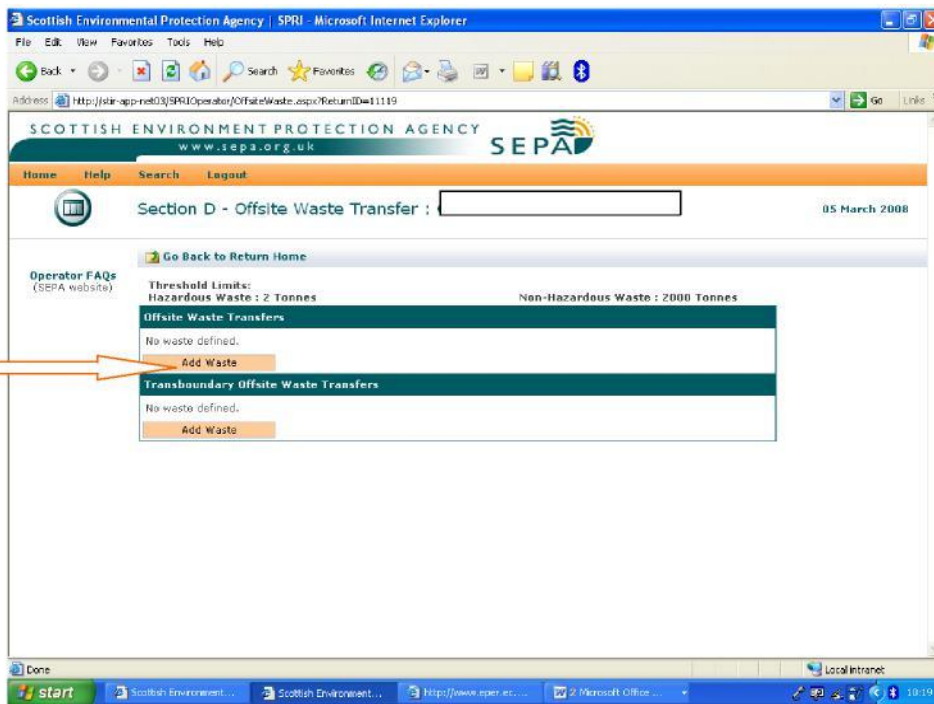 Scottish Environmental Protection Agency | SPRI - Microsoft Internet Explorer
File Edit View Favorites Tools Help
Back Search Favorites
Address http://stir-app-net03/SPRIOperator/OffsiteWaste.aspx?ReturnID=11119 Go Links
SCOTTISH ENVIRONMENT PROTECTION AGENCY
www.sepa.org.uk
SEPA
Home Help Search Logout
Section D - Offsite Waste Transfer : 05 March 2008
Go Back to Return Home
Operator FAQs
(SEPA website)
Threshold Limits:
Hazardous Waste : 2 Tonnes Non-Hazardous Waste : 2000 Tonnes
Offsite Waste Transfers
No waste defined.
Add Waste
Transboundary Offsite Waste Transfers
No waste defined.
Add Waste
Done Local intranet
start Scottish Environment... Scottish Environment... http://www.eper.ec.... 2 Microsoft Office ... 10:19